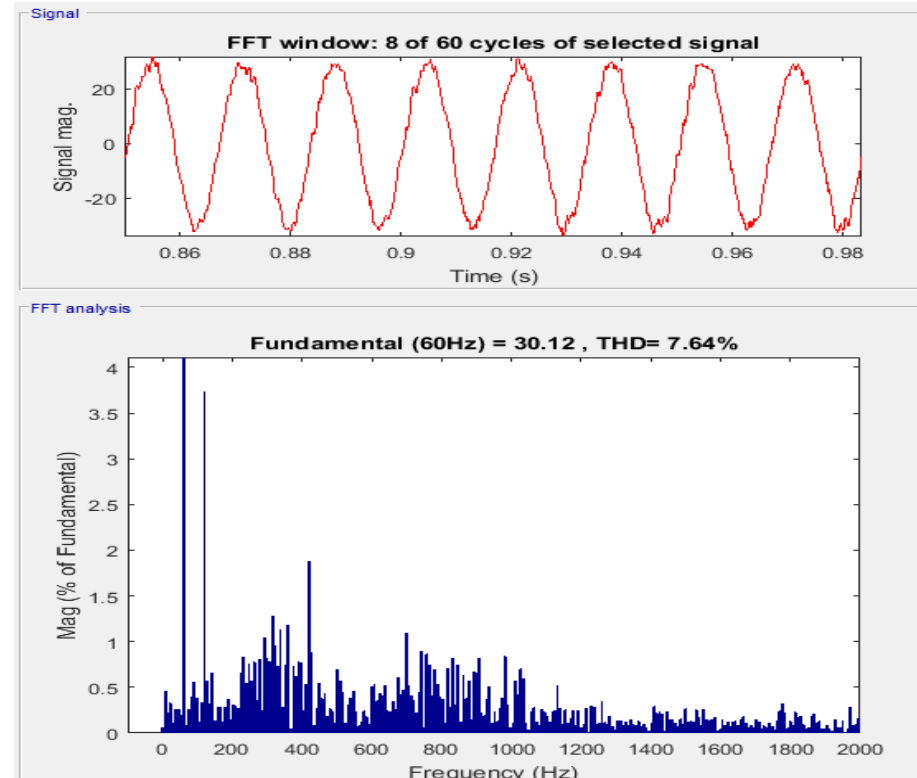 Signal
FFT window: 8 of 60 cycles of selected signal
20
0
-20
Signal mag.
0.86 0.88 0.9 0.92 0.94 0.96 0.98
Time (s)
FFT analysis
Fundamental (60Hz) = 30.12 , THD= 7.64%
4
3.5
3
2.5
2
1.5
1
0.5
0
Mag (% of Fundamental)
0 200 400 600 800 1000 1200 1400 1600 1800 2000
Frequency (Hz)